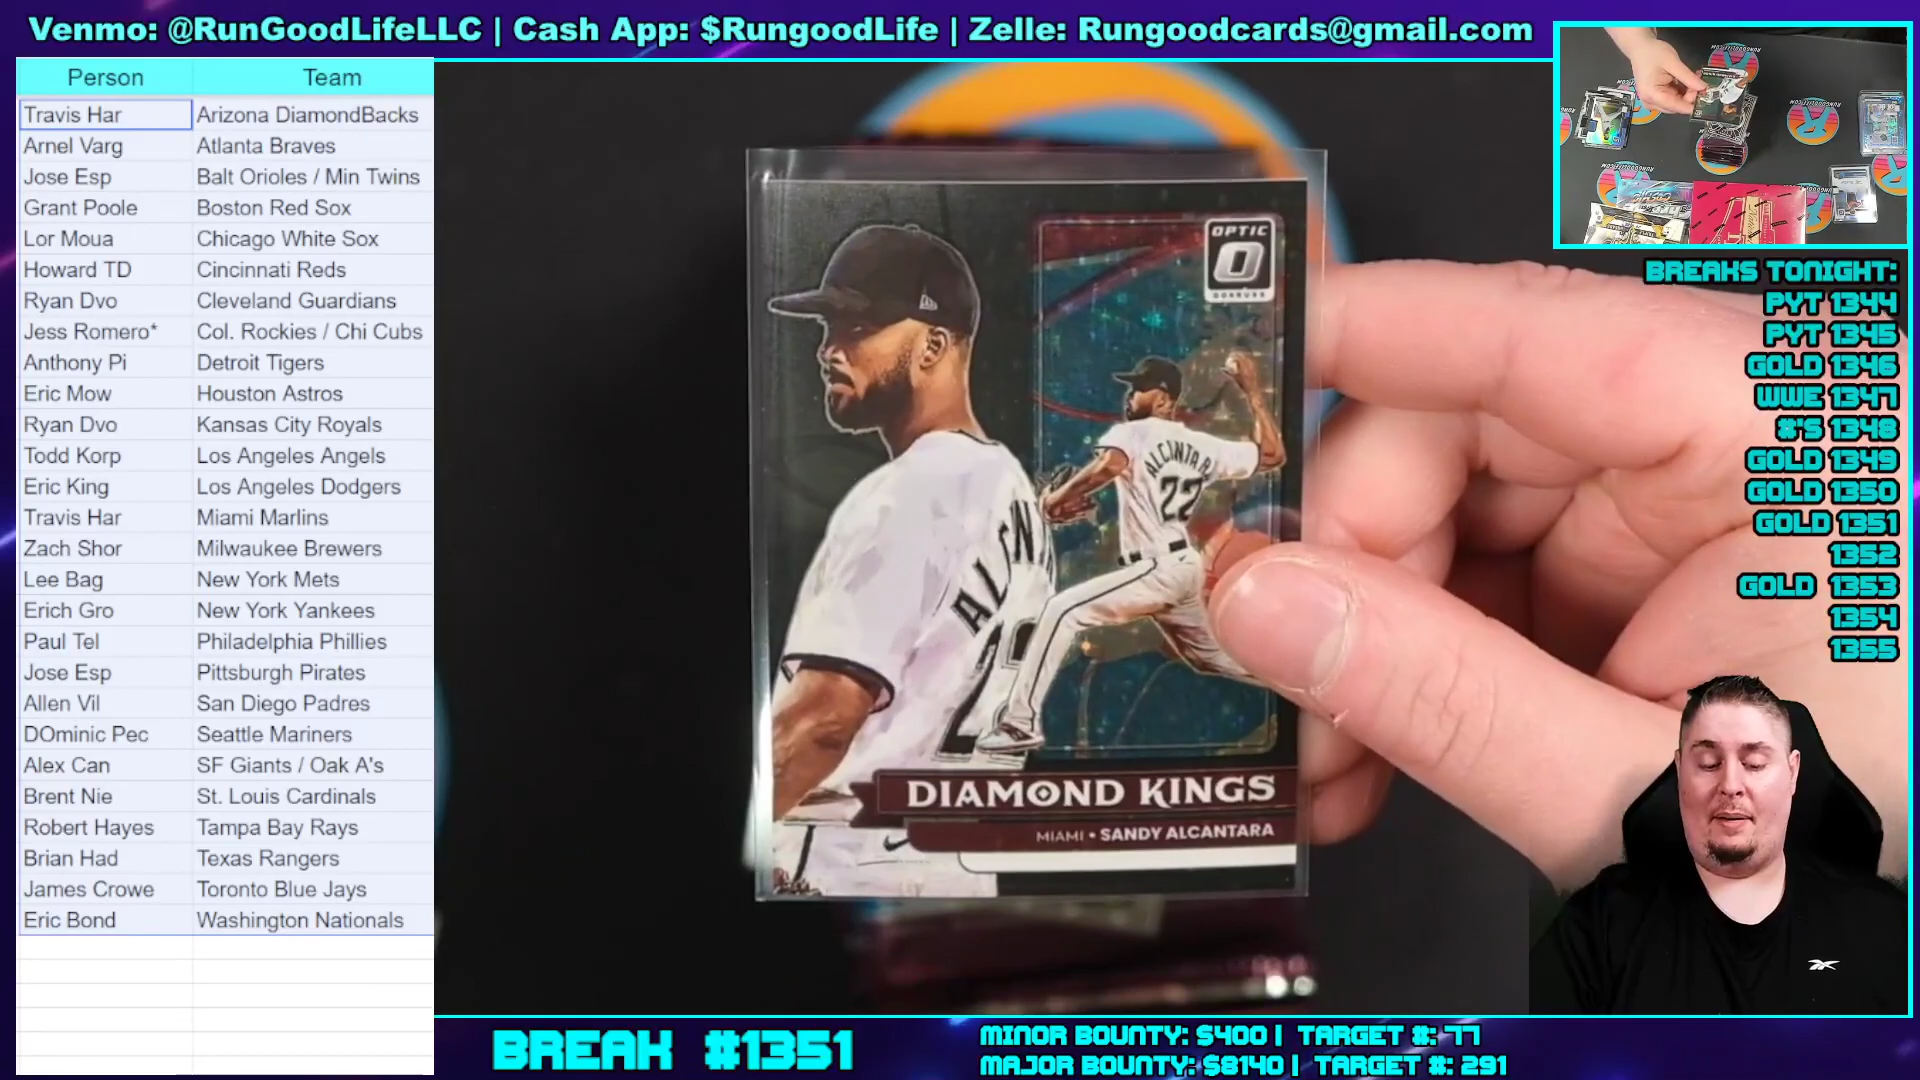 Venmo: @RunGoodLifeLLC | Cash App: $RungoodLife | Zelle: Rungoodcards@gmail.com
Person Team
Travis Har Arizona DiamondBacks
Arnel Varg Atlanta Braves
Jose Esp Balt Orioles / Min Twins
Grant Poole Boston Red Sox
Lor Moua Chicago White Sox
Howard TD Cincinnati Reds
Ryan Dvo Cleveland Guardians
Jess Romero* Col. Rockies / Chi Cubs
Anthony Pi Detroit Tigers
Eric Mow Houston Astros
Ryan Dvo Kansas City Royals
Todd Korp Los Angeles Angels
Eric King Los Angeles Dodgers
Travis Har Miami Marlins
Zach Shor Milwaukee Brewers
Lee Bag New York Mets
Erich Gro New York Yankees
Paul Tel Philadelphia Phillies
Jose Esp Pittsburgh Pirates
Allen Vil San Diego Padres
DOminic Pec Seattle Mariners
Alex Can SF Giants / Oak A's
Brent Nie St. Louis Cardinals
Robert Hayes Tampa Bay Rays
Brian Had Texas Rangers
James Crowe Toronto Blue Jays
Eric Bond Washington Nationals
OPTIC
O
DONRUSS
ALCANTARA
22
DIAMOND KINGS
MIAMI • SANDY ALCANTARA
BREAKS TONIGHT:
PYT 1344
PYT 1345
GOLD 1346
WWE 1347
#'S 1348
GOLD 1349
GOLD 1350
GOLD 1351
1352
GOLD 1353
1354
1355
BREAK #1351
MINOR BOUNTY: $400 | TARGET #: 77
MAJOR BOUNTY: $8140 | TARGET #: 291